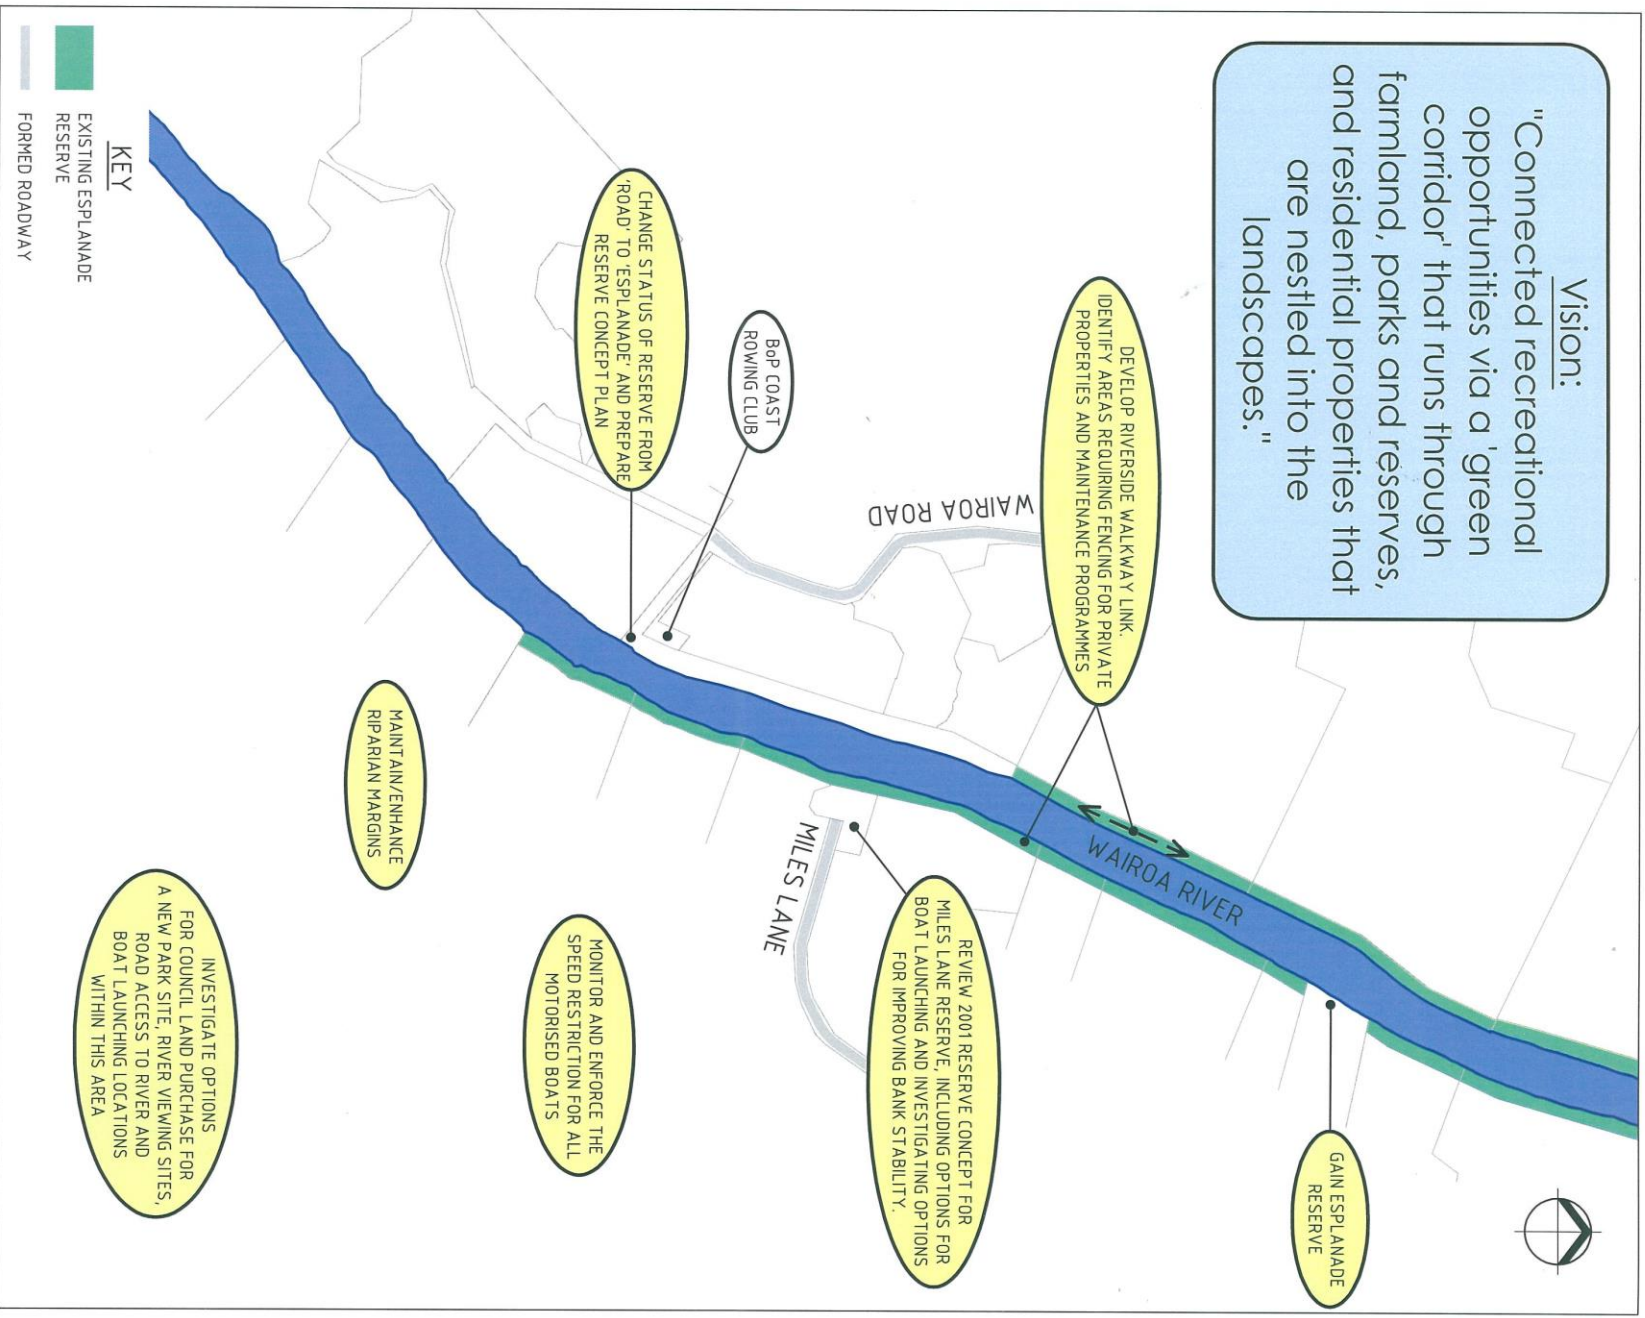 Vision:
"Connected recreational
opportunities via a 'green
corridor' that runs through
farmland, parks and reserves,
and residential properties that
are nestled into the
landscapes."
DEVELOP RIVERSIDE WALKWAY LINK.
IDENTIFY AREAS REQUIRING FENCING FOR PRIVATE
PROPERTIES AND MAINTENANCE PROGRAMMES
GAIN ESPLANADE
RESERVE
WAIROA RIVER
WAIROA ROAD
REVIEW 2001 RESERVE CONCEPT FOR
MILES LANE RESERVE, INCLUDING OPTIONS FOR
BOAT LAUNCHING AND INVESTIGATING OPTIONS
FOR IMPROVING BANK STABILITY.
BoP COAST
ROWING CLUB
MILES LANE
CHANGE STATUS OF RESERVE FROM
'ROAD' TO 'ESPLANADE' AND PREPARE
RESERVE CONCEPT PLAN
MONITOR AND ENFORCE THE
SPEED RESTRICTION FOR ALL
MOTORISED BOATS
MAINTAIN/ENHANCE
RIPARIAN MARGINS
INVESTIGATE OPTIONS
FOR COUNCIL LAND PURCHASE FOR
A NEW PARK SITE, RIVER VIEWING SITES,
ROAD ACCESS TO RIVER AND
BOAT LAUNCHING LOCATIONS
WITHIN THIS AREA
KEY
EXISTING ESPLANADE
RESERVE
FORMED ROADWAY